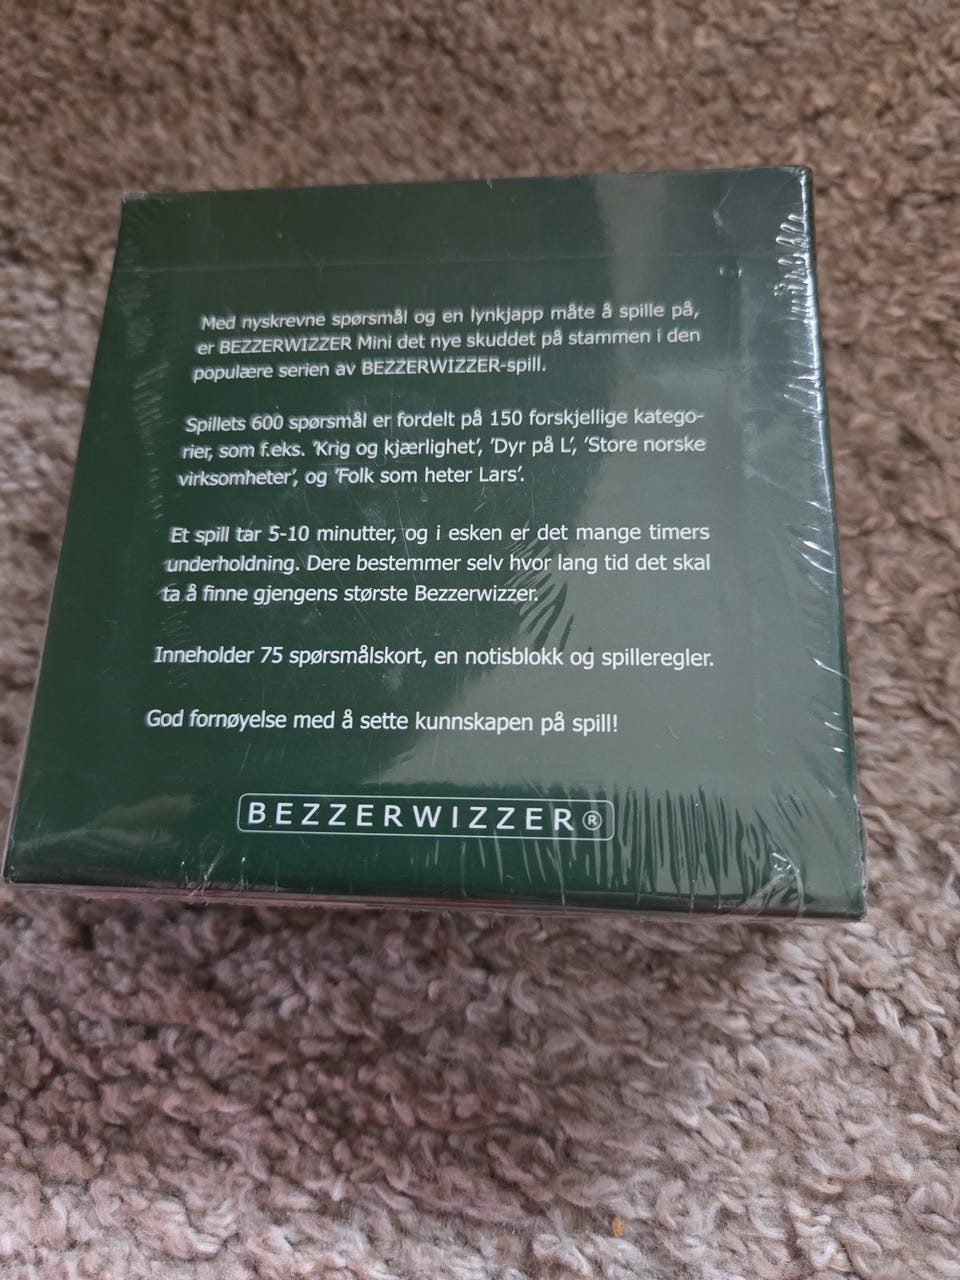 Med nyskrevne spørsmål og en lynkjapp måte å spille på,
er BEZZERWIZZER Mini det nye skuddet på stammen i den
populære serien av BEZZERWIZZER-spill.
Spillets 600 spørsmål er fordelt på 150 forskjellige katego-
rier, som f.eks. 'Krig og kjærlighet', 'Dyr på L', 'Store norske
virksomheter', og 'Folk som heter Lars'.
Et spill tar 5-10 minutter, og i esken er det mange timers
underholdning. Dere bestemmer selv hvor lang tid det skal
ta å finne gjengens største Bezzerwizzer.
Inneholder 75 spørsmålskort, en notisblokk og spilleregler.
God fornøyelse med å sette kunnskapen på spill!
BEZZERWIZZER®